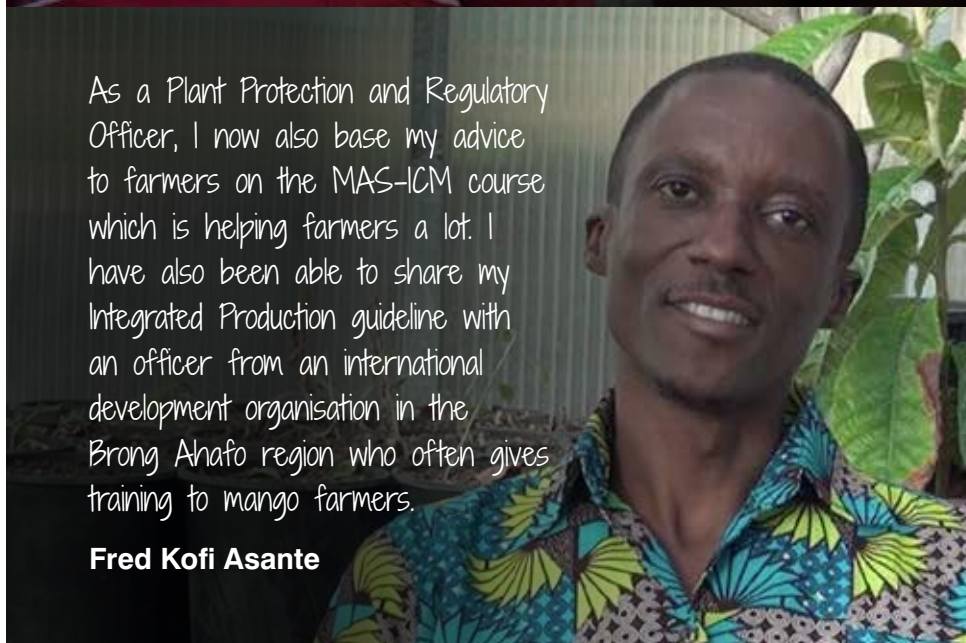 As a Plant Protection and Regulatory
Officer, I now also base my advice
to farmers on the MAS-ICM course
which is helping farmers a lot. I
have also been able to share my
Integrated Production guideline with
an officer from an international
development organisation in the
Brong Ahafo region who often gives
training to mango farmers.
Fred Kofi Asante